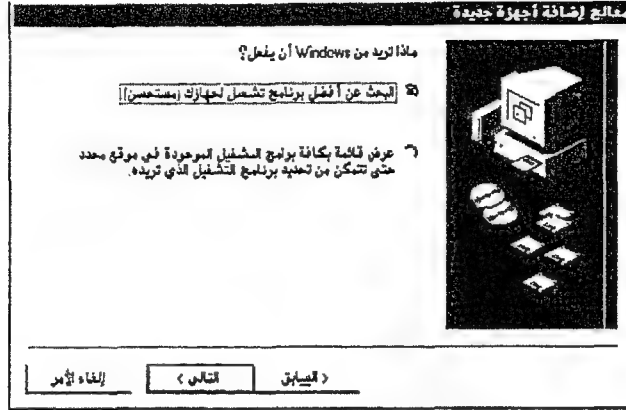 معالج إضافة أجهزة جديدة
ماذا تريد من Windows أن يفعل؟
البحث عن أفضل برنامج تشغيل لجهازك (مستحسن)
عرض قائمة بكافة برامج التشغيل الموجودة في موقع محدد
حتى تتمكن من تحديد برنامج التشغيل الذي تريده.
< السابق
التالي >
إلغاء الأمر